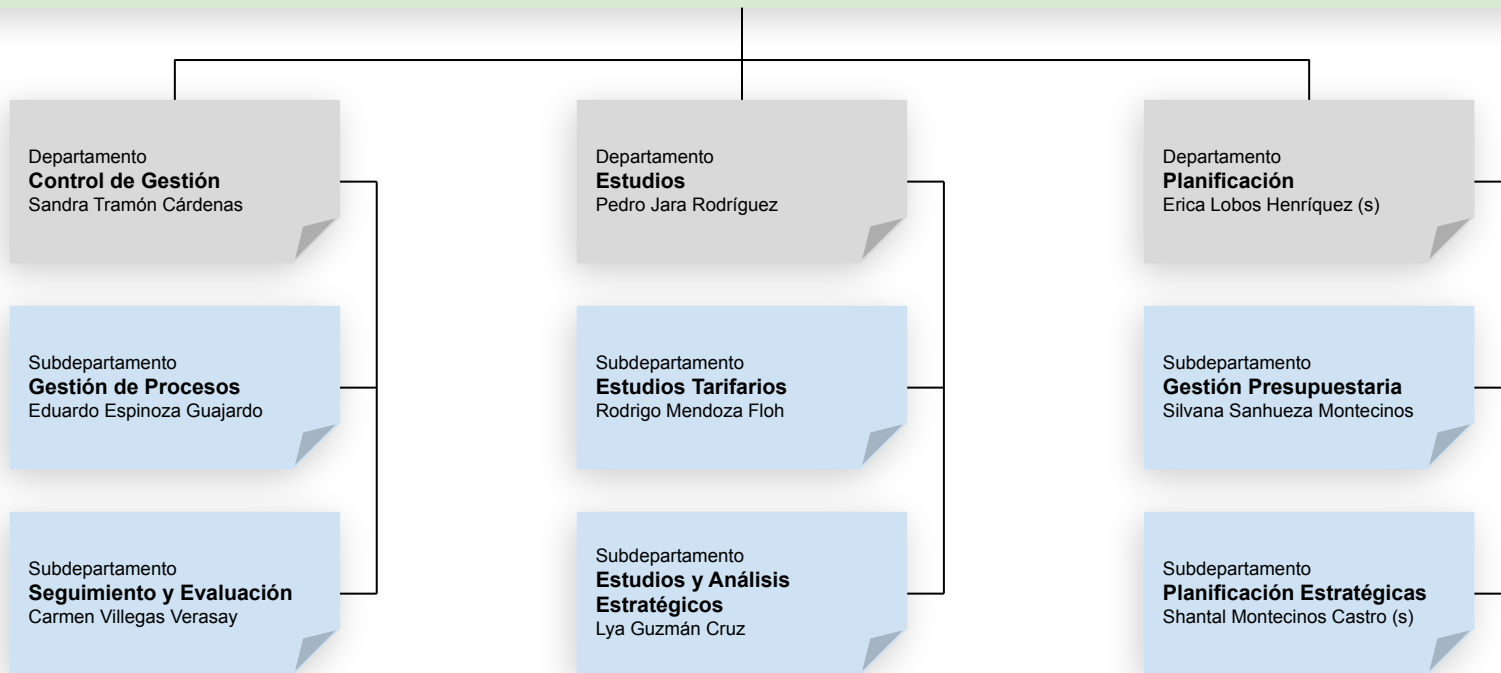 Departamento
Control de Gestión
Sandra Tramón Cárdenas
Departamento
Estudios
Pedro Jara Rodríguez
Departamento
Planificación
Erica Lobos Henríquez (s)
Subdepartamento
Gestión de Procesos
Eduardo Espinoza Guajardo
Subdepartamento
Estudios Tarifarios
Rodrigo Mendoza Floh
Subdepartamento
Gestión Presupuestaria
Silvana Sanhueza Montecinos
Subdepartamento
Seguimiento y Evaluación
Carmen Villegas Verasay
Subdepartamento
Estudios y Análisis
Estratégicos
Lya Guzmán Cruz
Subdepartamento
Planificación Estratégicas
Shantal Montecinos Castro (s)